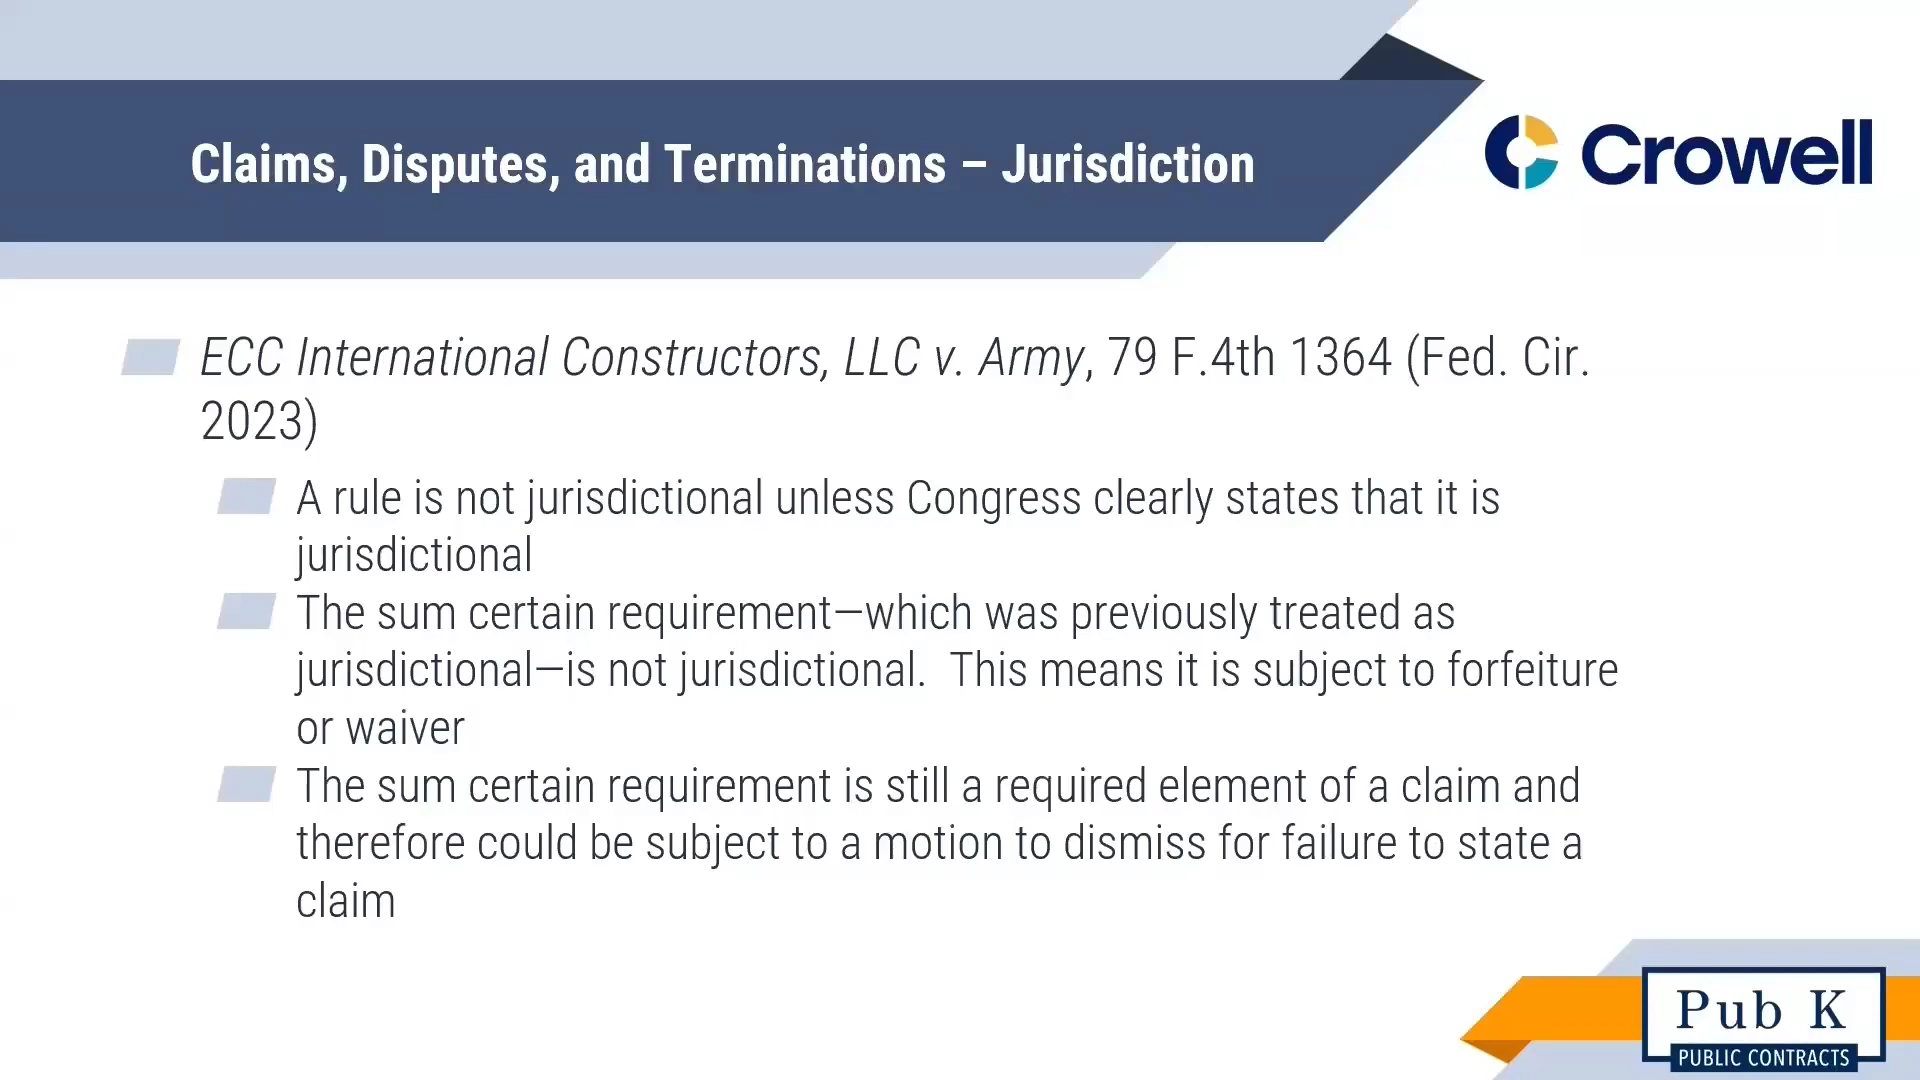 Claims, Disputes, and Terminations – Jurisdiction
Crowell
ECC International Constructors, LLC v. Army, 79 F.4th 1364 (Fed. Cir.
2023)
A rule is not jurisdictional unless Congress clearly states that it is
jurisdictional
The sum certain requirement—which was previously treated as
jurisdictional—is not jurisdictional.  This means it is subject to forfeiture
or waiver
The sum certain requirement is still a required element of a claim and
therefore could be subject to a motion to dismiss for failure to state a
claim
Pub K
PUBLIC CONTRACTS